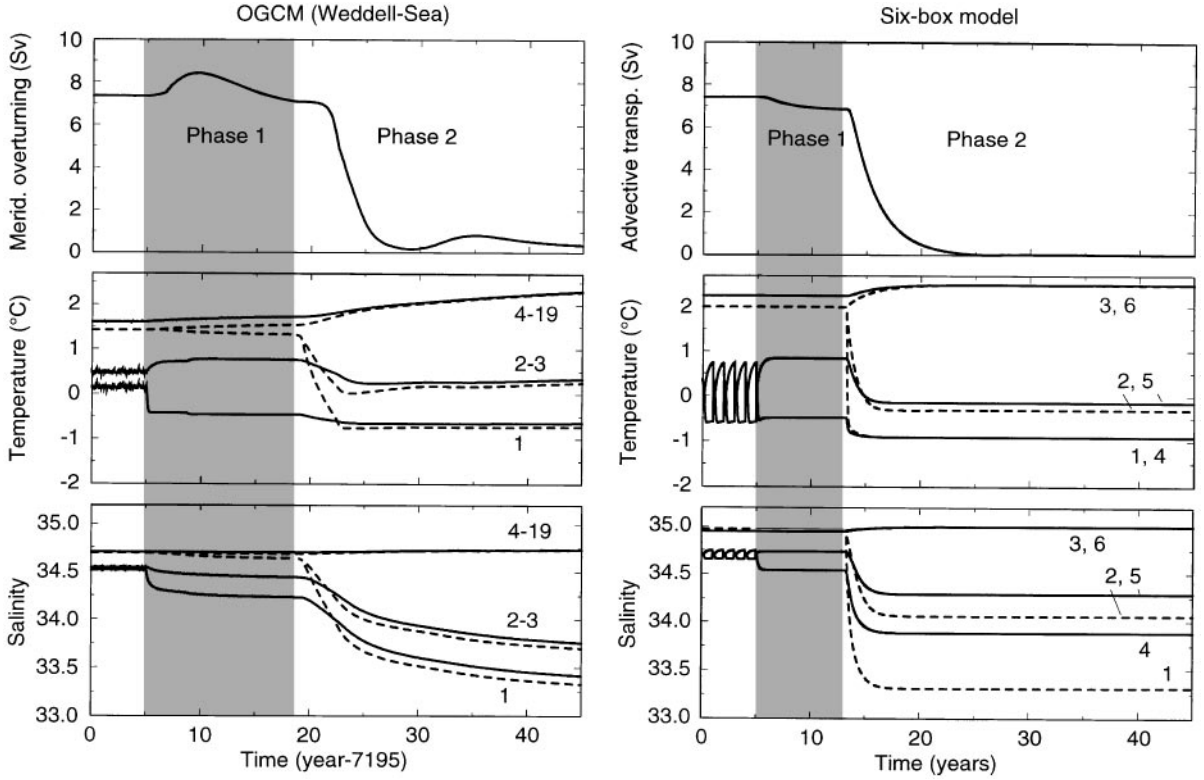 OGCM (Weddell-Sea)
Merid. overturning (Sv)
10
8
6
4
2
0
Phase 1
Phase 2
Temperature (°C)
2
1
0
-1
-2
4-19
2-3
1
Salinity
35.0
34.5
34.0
33.5
33.0
4-19
2-3
1
0 10 20 30 40
Time (year-7195)
Six-box model
Advective transp. (Sv)
10
8
6
4
2
0
Phase 1
Phase 2
Temperature (°C)
2
1
0
-1
-2
3, 6
2, 5
1, 4
Salinity
35.0
34.5
34.0
33.5
33.0
3, 6
2, 5
4
1
0 10 20 30 40
Time (years)